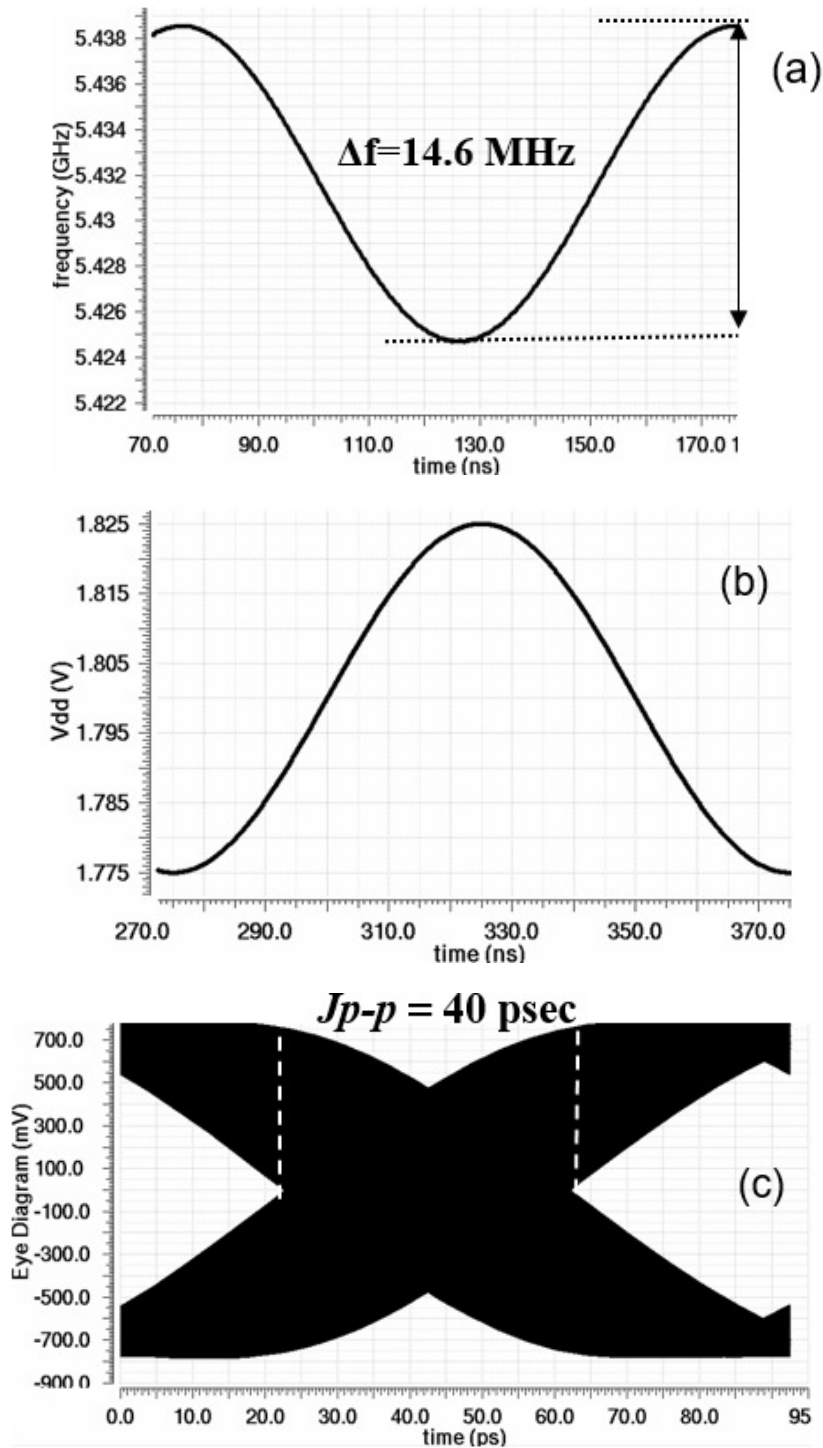 5.438
5.436
5.434
5.432
5.43
5.428
5.426
5.424
5.422
frequency (GHz)
Δf=14.6 MHz
(a)
70.0 90.0 110.0 130.0 150.0 170.0 1
time (ns)
1.825
1.815
1.805
1.795
1.785
1.775
Vdd (V)
(b)
270.0 290.0 310.0 330.0 350.0 370.0
time (ns)
Jp-p = 40 psec
700.0
500.0
300.0
100.0
-100.0
-300.0
-500.0
-700.0
-900.0
Eye Diagram (mV)
(c)
0.0 10.0 20.0 30.0 40.0 50.0 60.0 70.0 80.0 95
time (ps)